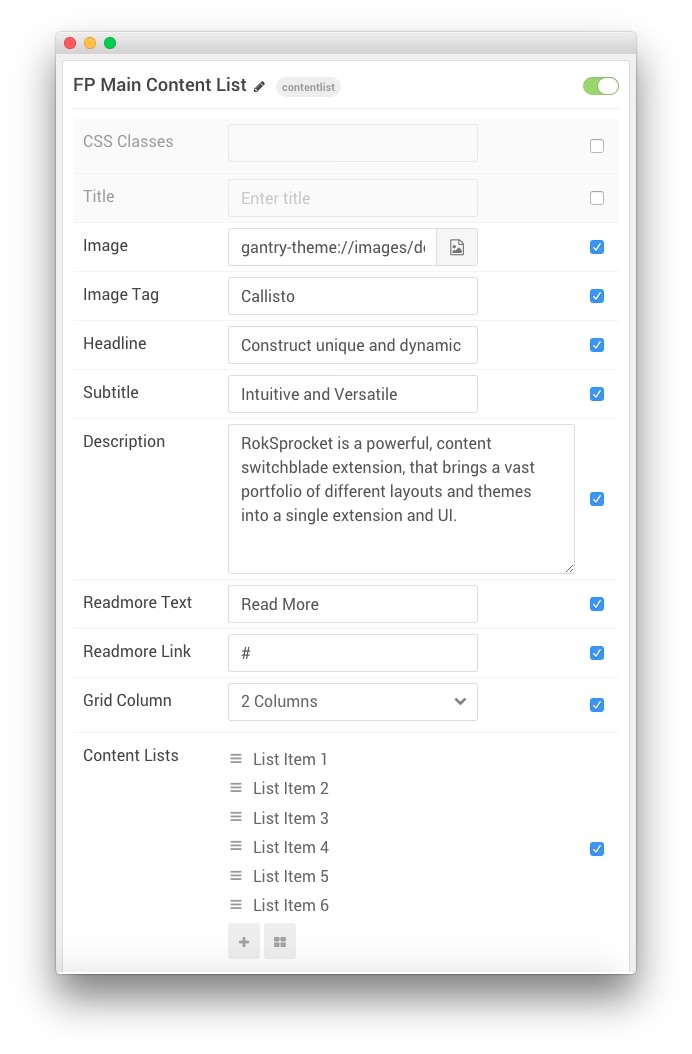 FP Main Content List contentlist
CSS Classes
Title Enter title
Image gantry-theme://images/
Image Tag Callisto
Headline Construct unique and dynamic
Subtitle Intuitive and Versatile
Description RokSprocket is a powerful, content
switchblade extension, that brings a vast
portfolio of different layouts and themes
into a single extension and UI.
Readmore Text Read More
Readmore Link #
Grid Column 2 Columns
Content Lists List Item 1
List Item 2
List Item 3
List Item 4
List Item 5
List Item 6